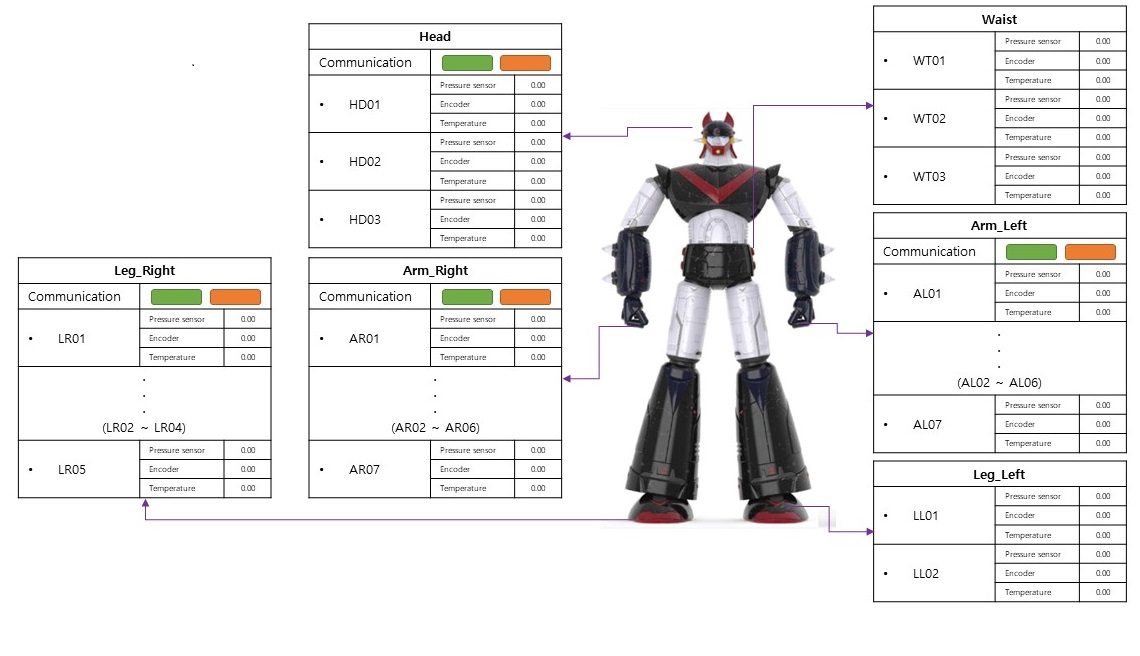 Head
Communication
• HD01
Pressure sensor 0.00
Encoder 0.00
Temperature 0.00
• HD02
Pressure sensor 0.00
Encoder 0.00
Temperature 0.00
• HD03
Pressure sensor 0.00
Encoder 0.00
Temperature 0.00
Waist
• WT01
Pressure sensor 0.00
Encoder 0.00
Temperature 0.00
• WT02
Pressure sensor 0.00
Encoder 0.00
Temperature 0.00
• WT03
Pressure sensor 0.00
Encoder 0.00
Temperature 0.00
Leg_Right
Communication
• LR01
Pressure sensor 0.00
Encoder 0.00
Temperature 0.00
.
.
.
(LR02 ~ LR04)
• LR05
Pressure sensor 0.00
Encoder 0.00
Temperature 0.00
Arm_Right
Communication
• AR01
Pressure sensor 0.00
Encoder 0.00
Temperature 0.00
.
.
.
(AR02 ~ AR06)
• AR07
Pressure sensor 0.00
Encoder 0.00
Temperature 0.00
Arm_Left
Communication
• AL01
Pressure sensor 0.00
Encoder 0.00
Temperature 0.00
.
.
.
(AL02 ~ AL06)
• AL07
Pressure sensor 0.00
Encoder 0.00
Temperature 0.00
Leg_Left
• LL01
Pressure sensor 0.00
Encoder 0.00
Temperature 0.00
• LL02
Pressure sensor 0.00
Encoder 0.00
Temperature 0.00